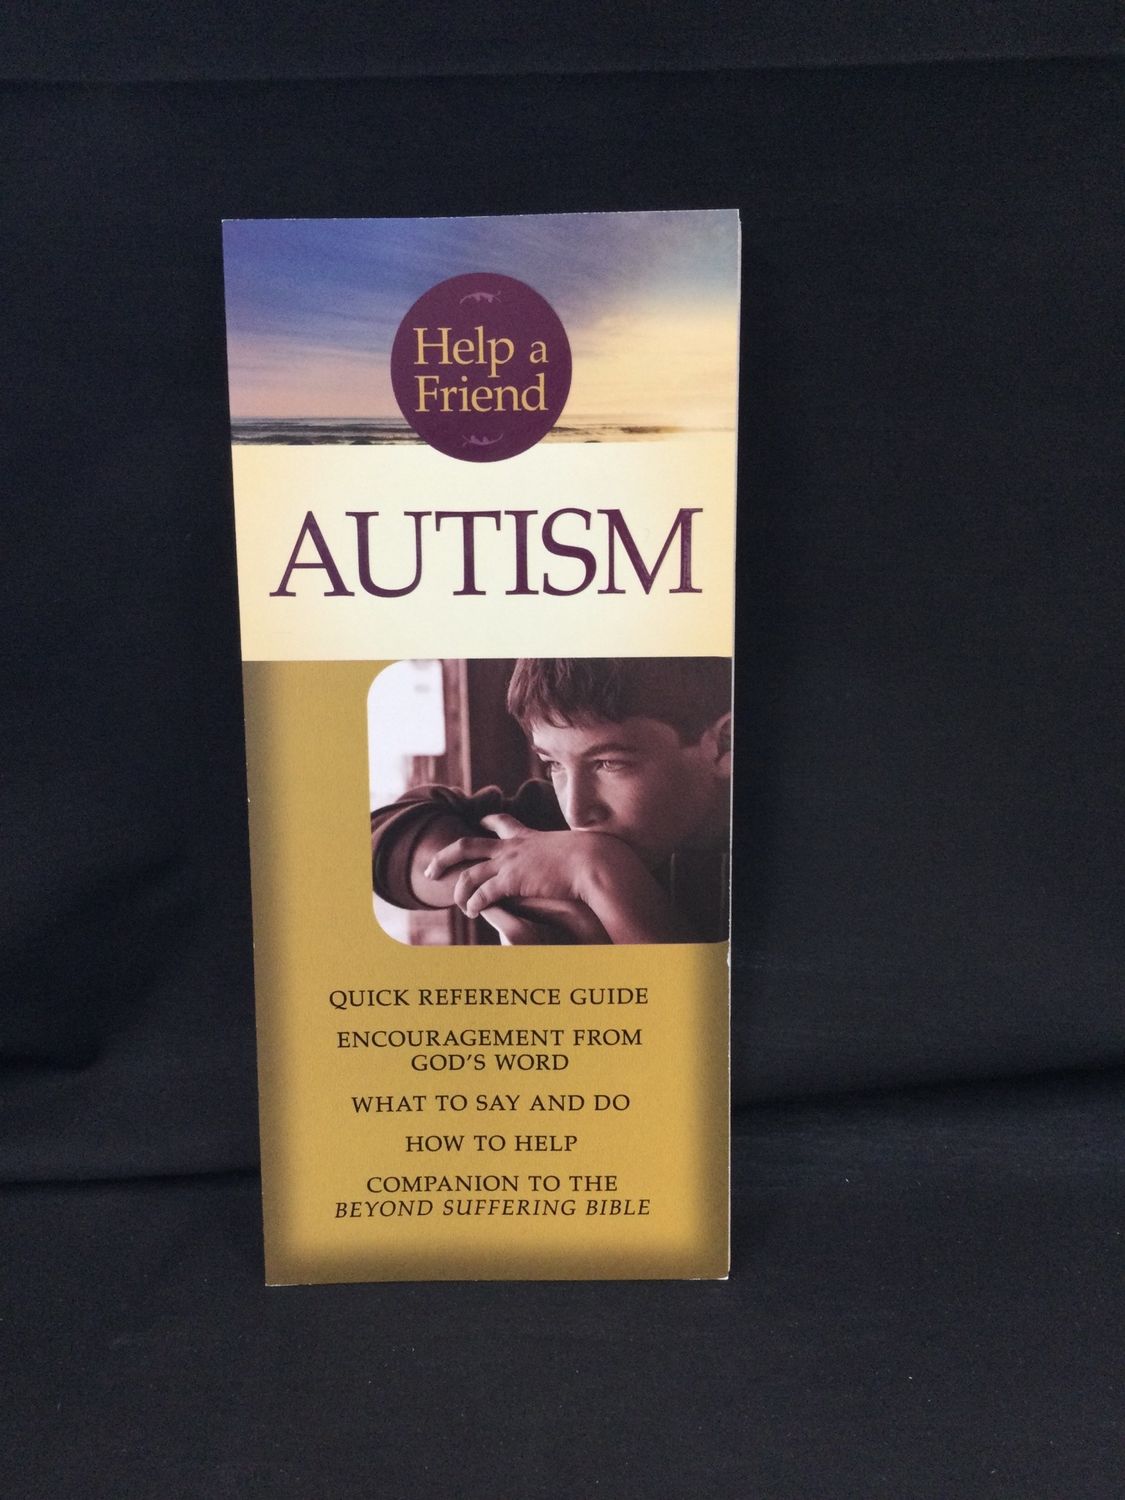 Help a
Friend
AUTISM
QUICK REFERENCE GUIDE
ENCOURAGEMENT FROM
GOD'S WORD
WHAT TO SAY AND DO
HOW TO HELP
COMPANION TO THE
BEYOND SUFFERING BIBLE